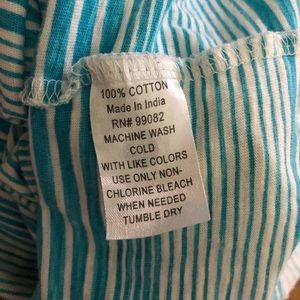 100% COTTON
Made In India
RN# 99082
MACHINE WASH
COLD
WITH LIKE COLORS
USE ONLY NON-
CHLORINE BLEACH
WHEN NEEDED
TUMBLE DRY